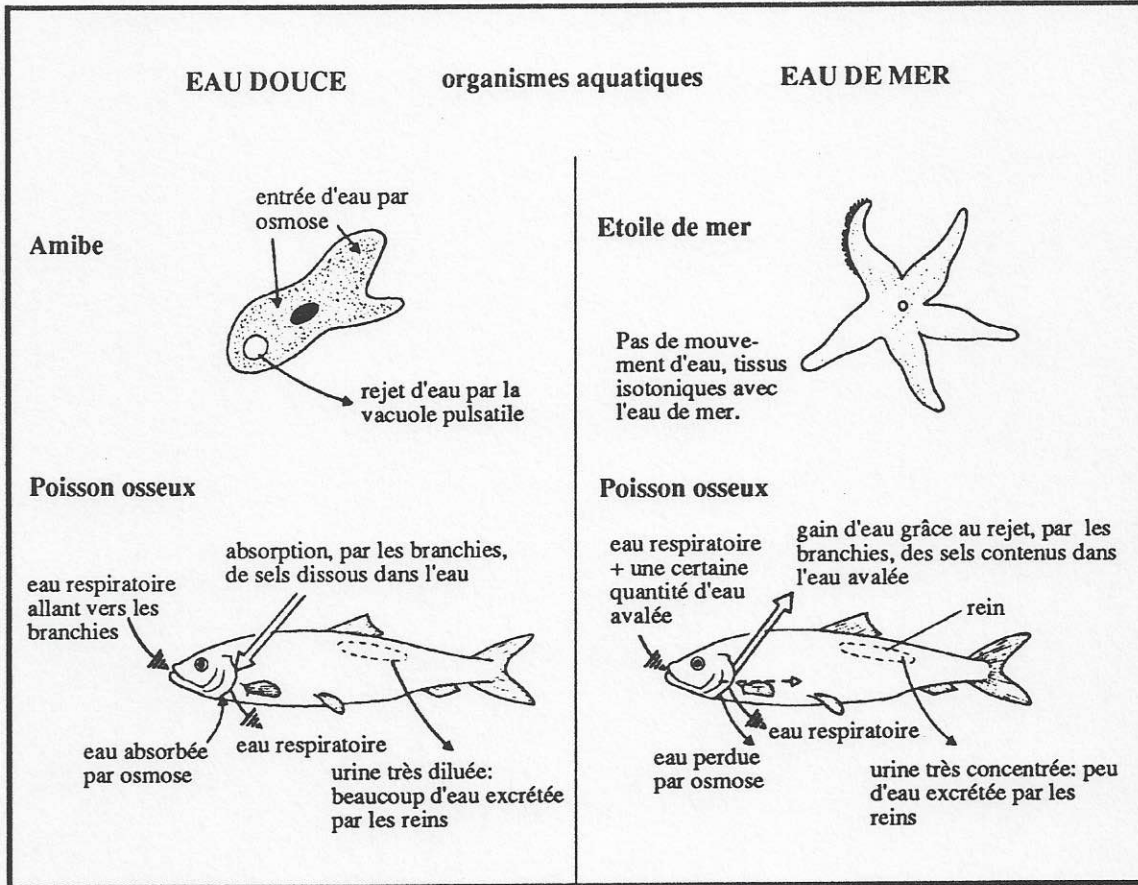 EAU DOUCE organismes aquatiques EAU DE MER
Amibe
entrée d'eau par
osmose
rejet d'eau par la
vacuole pulsatile
Etoile de mer
Pas de mouve-
ment d'eau, tissus
isotoniques avec
l'eau de mer.
Poisson osseux
absorption, par les branchies,
de sels dissous dans l'eau
eau respiratoire
allant vers les
branchies
eau absorbée
par osmose
eau respiratoire
urine très diluée:
beaucoup d'eau excrétée
par les reins
Poisson osseux
eau respiratoire
+ une certaine
quantité d'eau
avalée
gain d'eau grâce au rejet, par les
branchies, des sels contenus dans
l'eau avalée
rein
eau respiratoire
eau perdue
par osmose
urine très concentrée: peu
d'eau excrétée par les
reins